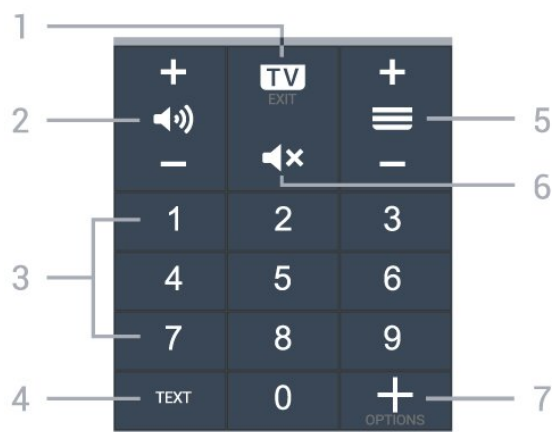 1
+ TV +
EXIT
2 5
- -
6
1 2 3
3
4 5 6
7 8 9
4 TEXT 0 + 7
OPTIONS